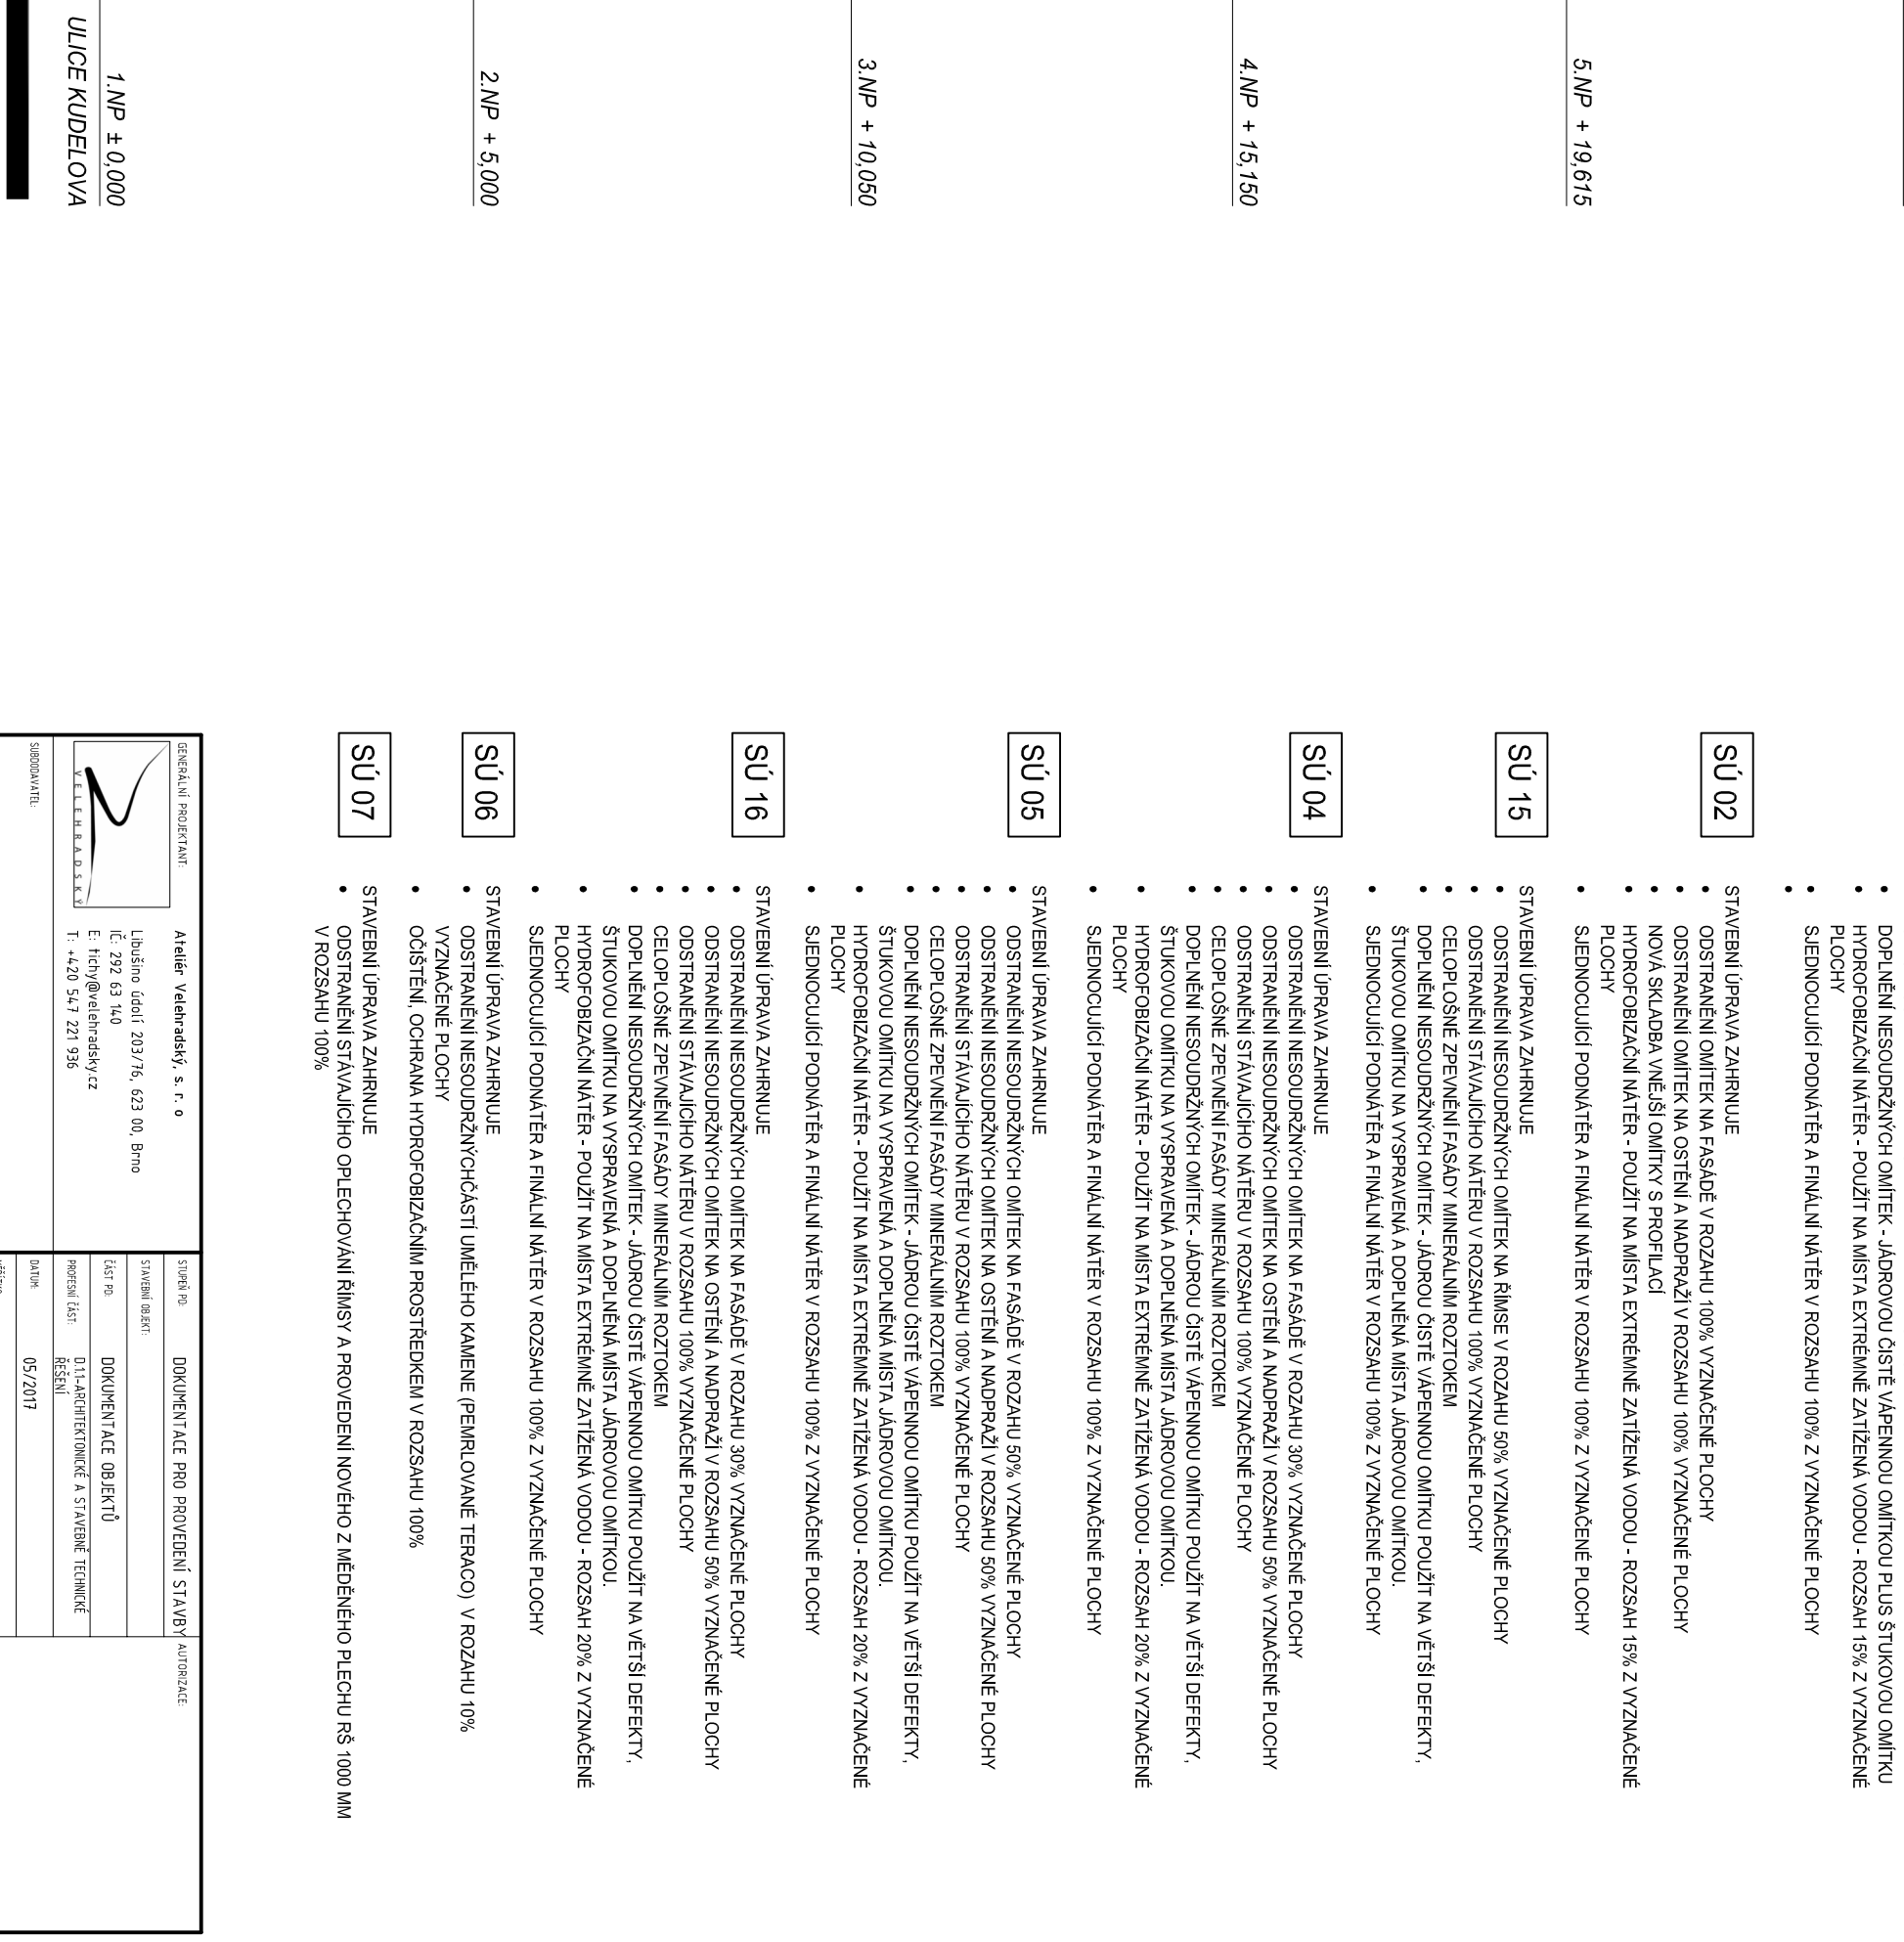 DOPLNĚNÍ NESOUDRŽNÝCH OMÍTEK - JÁDROVOU ČISTĚ VÁPENNOU OMÍTKOU PLUS ŠTUKOVOU OMÍTKU
HYDROFOBIZAČNÍ NÁTĚR - POUŽÍT NA MÍSTA EXTRÉMNĚ ZATÍŽENÁ VODOU - ROZSAH 15% Z VYZNAČENÉ
PLOCHY
SJEDNOCUJÍCÍ PODNÁTĚR A FINÁLNÍ NÁTĚR V ROZSAHU 100% Z VYZNAČENÉ PLOCHY
SÚ 02
STAVEBNÍ ÚPRAVA ZAHRNUJE
ODSTRANĚNÍ OMÍTEK NA FASÁDĚ V ROZAHU 100% VYZNAČENÉ PLOCHY
ODSTRANĚNÍ OMÍTEK NA OSTĚNÍ A NADPRAŽÍ V ROZSAHU 100% VYZNAČENÉ PLOCHY
NOVÁ SKLADBA VNĚJŠÍ OMÍTKY S PROFILACÍ
HYDROFOBIZAČNÍ NÁTĚR - POUŽÍT NA MÍSTA EXTRÉMNĚ ZATÍŽENÁ VODOU - ROZSAH 15% Z VYZNAČENÉ
PLOCHY
SJEDNOCUJÍCÍ PODNÁTĚR A FINÁLNÍ NÁTĚR V ROZSAHU 100% Z VYZNAČENÉ PLOCHY
5.NP + 19,615
SÚ 15
STAVEBNÍ ÚPRAVA ZAHRNUJE
ODSTRANĚNÍ NESOUDRŽNÝCH OMÍTEK NA ŘÍMSE V ROZAHU 50% VYZNAČENÉ PLOCHY
ODSTRANĚNÍ STÁVAJÍCÍHO NÁTĚRU V ROZSAHU 100% VYZNAČENÉ PLOCHY
CELOPLOŠNÉ ZPEVNĚNÍ FASÁDY MINERÁLNÍM ROZTOKEM
DOPLNĚNÍ NESOUDRŽNÝCH OMÍTEK - JÁDROU ČISTĚ VÁPENNOU OMÍTKU POUŽÍT NA VĚTŠÍ DEFEKTY,
ŠTUKOVOU OMÍTKU NA VYSPRAVENÁ A DOPLNĚNÁ MÍSTA JÁDROVOU OMÍTKOU.
SJEDNOCUJÍCÍ PODNÁTĚR A FINÁLNÍ NÁTĚR V ROZSAHU 100% Z VYZNAČENÉ PLOCHY
SÚ 04
STAVEBNÍ ÚPRAVA ZAHRNUJE
ODSTRANĚNÍ NESOUDRŽNÝCH OMÍTEK NA FASÁDĚ V ROZAHU 30% VYZNAČENÉ PLOCHY
ODSTRANĚNÍ NESOUDRŽNÝCH OMÍTEK NA OSTĚNÍ A NADPRAŽÍ V ROZSAHU 50% VYZNAČENÉ PLOCHY
ODSTRANĚNÍ STÁVAJÍCÍHO NÁTĚRU V ROZSAHU 100% VYZNAČENÉ PLOCHY
CELOPLOŠNÉ ZPEVNĚNÍ FASÁDY MINERÁLNÍM ROZTOKEM
DOPLNĚNÍ NESOUDRŽNÝCH OMÍTEK - JÁDROU ČISTĚ VÁPENNOU OMÍTKU POUŽÍT NA VĚTŠÍ DEFEKTY,
ŠTUKOVOU OMÍTKU NA VYSPRAVENÁ A DOPLNĚNÁ MÍSTA JÁDROVOU OMÍTKOU.
HYDROFOBIZAČNÍ NÁTĚR - POUŽÍT NA MÍSTA EXTRÉMNĚ ZATÍŽENÁ VODOU - ROZSAH 20% Z VYZNAČENÉ
PLOCHY
SJEDNOCUJÍCÍ PODNÁTĚR A FINÁLNÍ NÁTĚR V ROZSAHU 100% Z VYZNAČENÉ PLOCHY
4.NP + 15,150
SÚ 05
STAVEBNÍ ÚPRAVA ZAHRNUJE
ODSTRANĚNÍ NESOUDRŽNÝCH OMÍTEK NA FASÁDĚ V ROZAHU 50% VYZNAČENÉ PLOCHY
ODSTRANĚNÍ NESOUDRŽNÝCH OMÍTEK NA OSTĚNÍ A NADPRAŽÍ V ROZSAHU 50% VYZNAČENÉ PLOCHY
ODSTRANĚNÍ STÁVAJÍCÍHO NÁTĚRU V ROZSAHU 100% VYZNAČENÉ PLOCHY
CELOPLOŠNÉ ZPEVNĚNÍ FASÁDY MINERÁLNÍM ROZTOKEM
DOPLNĚNÍ NESOUDRŽNÝCH OMÍTEK - JÁDROU ČISTĚ VÁPENNOU OMÍTKU POUŽÍT NA VĚTŠÍ DEFEKTY,
ŠTUKOVOU OMÍTKU NA VYSPRAVENÁ A DOPLNĚNÁ MÍSTA JÁDROVOU OMÍTKOU.
HYDROFOBIZAČNÍ NÁTĚR - POUŽÍT NA MÍSTA EXTRÉMNĚ ZATÍŽENÁ VODOU - ROZSAH 20% Z VYZNAČENÉ
PLOCHY
SJEDNOCUJÍCÍ PODNÁTĚR A FINÁLNÍ NÁTĚR V ROZSAHU 100% Z VYZNAČENÉ PLOCHY
3.NP + 10,050
SÚ 16
STAVEBNÍ ÚPRAVA ZAHRNUJE
ODSTRANĚNÍ NESOUDRŽNÝCH OMÍTEK NA FASÁDĚ V ROZAHU 30% VYZNAČENÉ PLOCHY
ODSTRANĚNÍ NESOUDRŽNÝCH OMÍTEK NA OSTĚNÍ A NADPRAŽÍ V ROZSAHU 50% VYZNAČENÉ PLOCHY
ODSTRANĚNÍ STÁVAJÍCÍHO NÁTĚRU V ROZSAHU 100% VYZNAČENÉ PLOCHY
CELOPLOŠNÉ ZPEVNĚNÍ FASÁDY MINERÁLNÍM ROZTOKEM
DOPLNĚNÍ NESOUDRŽNÝCH OMÍTEK - JÁDROU ČISTĚ VÁPENNOU OMÍTKU POUŽÍT NA VĚTŠÍ DEFEKTY,
ŠTUKOVOU OMÍTKU NA VYSPRAVENÁ A DOPLNĚNÁ MÍSTA JÁDROVOU OMÍTKOU.
HYDROFOBIZAČNÍ NÁTĚR - POUŽÍT NA MÍSTA EXTRÉMNĚ ZATÍŽENÁ VODOU - ROZSAH 20% Z VYZNAČENÉ
PLOCHY
SJEDNOCUJÍCÍ PODNÁTĚR A FINÁLNÍ NÁTĚR V ROZSAHU 100% Z VYZNAČENÉ PLOCHY
2.NP + 5,000
SÚ 06
STAVEBNÍ ÚPRAVA ZAHRNUJE
ODSTRANĚNÍ NESOUDRŽNÝCHČÁSTÍ UMĚLÉHO KAMENE (PEMRLOVANÉ TERACO) V ROZAHU 10%
VYZNAČENÉ PLOCHY
OČIŠTĚNÍ, OCHRANA HYDROFOBIZAČNÍM PROSTŘEDKEM V ROZSAHU 100%
SÚ 07
STAVEBNÍ ÚPRAVA ZAHRNUJE
ODSTRANĚNÍ STÁVAJÍCÍHO OPLECHOVÁNÍ ŘÍMSY A PROVEDENÍ NOVÉHO Z MĚDĚNÉHO PLECHU RŠ 1000 MM
V ROZSAHU 100%
1.NP ± 0,000
ULICE KUDELOVA
GENERÁLNÍ PROJEKTANT:
VELEHRADSKÝ
Ateliér Velehradský, s. r. o
Libušino údolí 203/76, 623 00, Brno
IČ: 292 63 140
E: tichy@velehradsky.cz
T: +420 547 221 936
SUBDODAVATEL:
STUPEŇ PD: DOKUMENTACE PRO PROVEDENÍ STAVBY
AUTORIZACE:
STAVEBNÍ OBJEKT:
ČÁST PD: DOKUMENTACE OBJEKTŮ
PROFESNÍ ČÁST: D.1.1-ARCHITEKTONICKÉ A STAVEBNĚ TECHNICKÉ
ŘEŠENÍ
DATUM: 05/2017